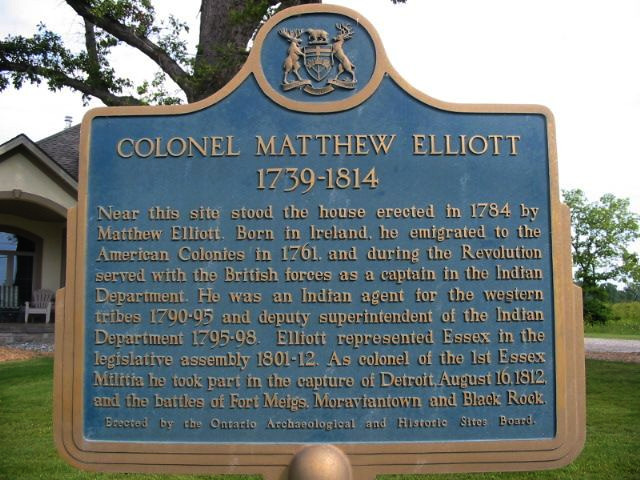 COLONEL MATTHEW ELLIOTT
1739-1814
Near this site stood the house erected in 1784 by
Matthew Elliott. Born in Ireland, he emigrated to the
American Colonies in 1761, and during the Revolution
served with the British forces as a captain in the Indian
Department. He was an Indian agent for the western
tribes 1790-95 and deputy superintendent of the Indian
Department 1795-98. Elliott represented Essex in the
legislative assembly 1801-12. As colonel of the 1st Essex
Militia he took part in the capture of Detroit, August 16, 1812,
and the battles of Fort Meigs, Moraviantown and Black Rock.
Erected by the Ontario Archaeological and Historic Sites Board.